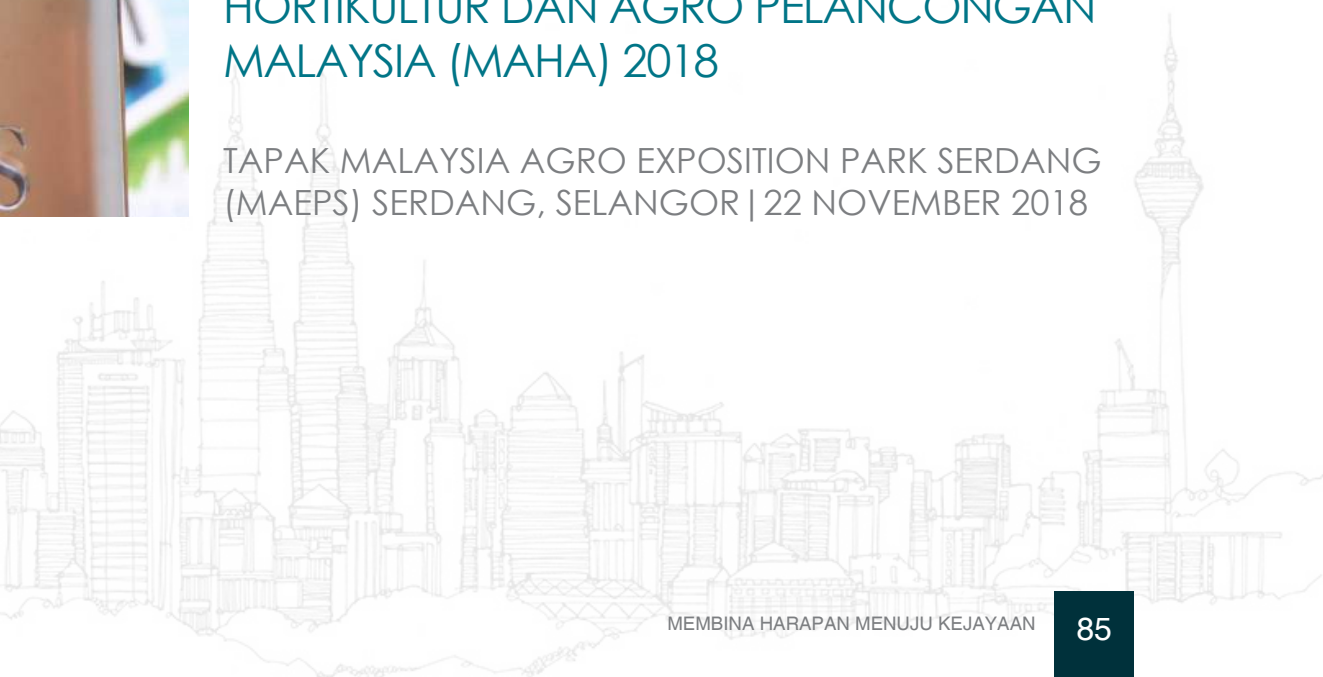 HORTIKULTUR DAN AGRO PELANCONGAN
MALAYSIA (MAHA) 2018
TAPAK MALAYSIA AGRO EXPOSITION PARK SERDANG
(MAEPS) SERDANG, SELANGOR|22 NOVEMBER 2018
S
MEMBINA HARAPAN MENUJU KEJAYAAN
85